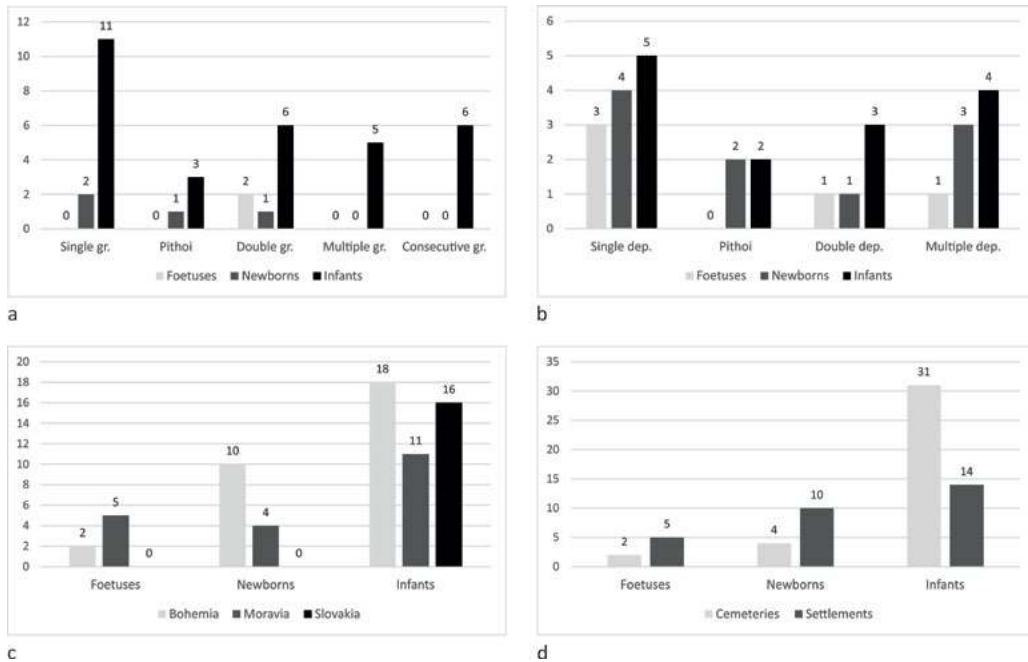 12
10
8
6
4
2
0
0 2 11
0 1 3
2 1 6
0 0 5
0 0 6
Single gr. Pithoi Double gr. Multiple gr. Consecutive gr.
Foetuses Newborns Infants
a
6
5
4
3
2
1
0
3 4 5
0 2 2
1 1 3
1 3 4
Single dep. Pithoi Double dep. Multiple dep.
Foetuses Newborns Infants
b
20
18
16
14
12
10
8
6
4
2
0
2 5 0
10 4 0
18 11 16
Foetuses Newborns Infants
Bohemia Moravia Slovakia
c
35
30
25
20
15
10
5
0
2 5
4 10
31 14
Foetuses Newborns Infants
Cemeteries Settlements
d